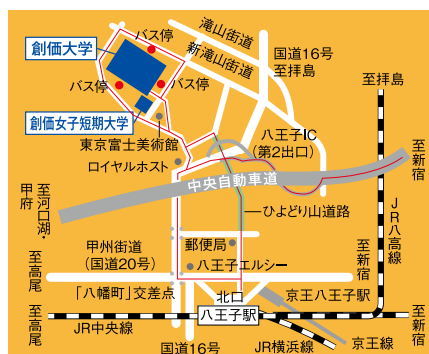 バス停
滝山街道
創価大学
新滝山街道
国道16号
至拝島
バス停
バス停
至拝島
創価女子短期大学
東京富士美術館
八王子IC
(第2出口)
ロイヤルホスト
至新宿
中央自動車道
至河口湖・
甲府
ひよどり山道路
JR八高線
甲州街道
(国道20号)
郵便局
至高尾
八王子エルシー
至新宿
「八幡町」交差点
北口
京王八王子駅
至高尾
八王子駅
至新宿
JR中央線
国道16号
JR横浜線
京王線